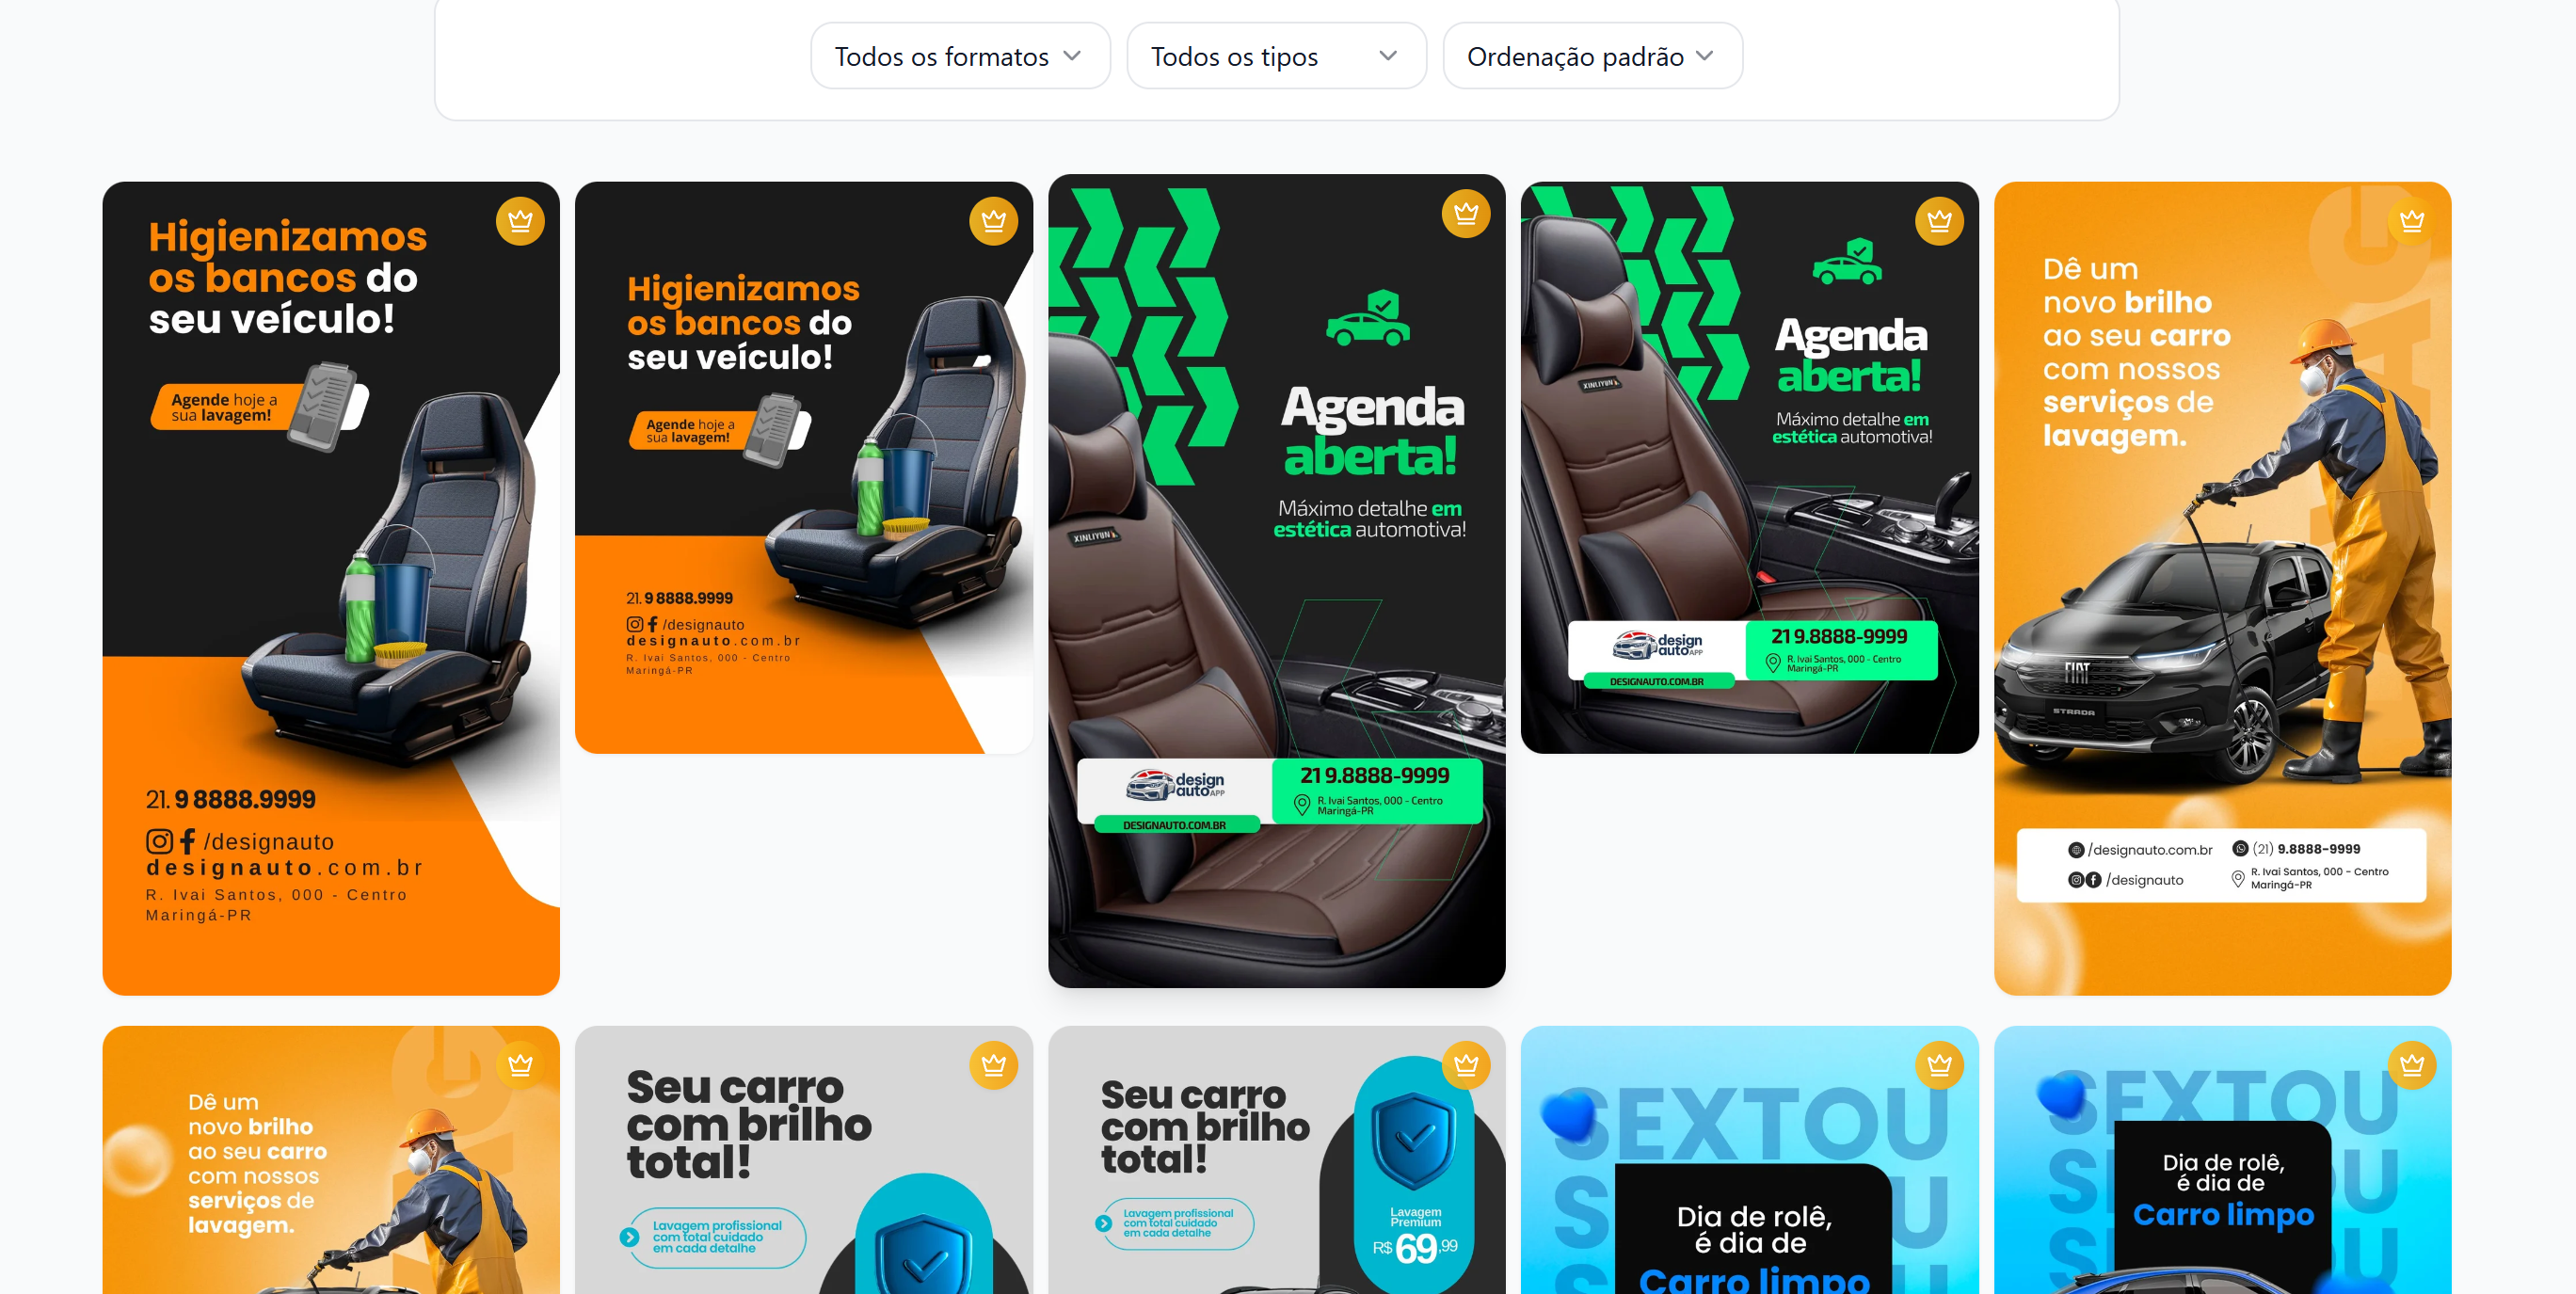 Todos os formatos
Todos os tipos
Ordenação padrão
Higienizamos
os bancos do
seu veículo!
Agende hoje a
sua lavagem!
21. 9 8888.9999
/designauto
designauto.com.br
R. Ivai Santos, 000 - Centro
Maringá-PR
Higienizamos
os bancos do
seu veículo!
Agende hoje a
sua lavagem!
21. 9 8888.9999
/designauto
designauto.com.br
R. Ivai Santos, 000 - Centro
Maringá-PR
Agenda
aberta!
Máximo detalhe em
estética automotiva!
XINLIYUN
design
auto APP
DESIGNAUTO.COM.BR
21 9.8888-9999
R. Ivai Santos, 000 - Centro
Maringá-PR
Agenda
aberta!
Máximo detalhe em
estética automotiva!
XINLIYUN
design
auto APP
DESIGNAUTO.COM.BR
21 9.8888-9999
R. Ivai Santos, 000 - Centro
Maringá-PR
Dê um
novo brilho
ao seu carro
com nossos
serviços de
lavagem.
FIAT
STRADA
/designauto.com.br
(21) 9.8888-9999
/designauto
R. Ivai Santos, 000 - Centro
Maringá-PR
Dê um
novo brilho
ao seu carro
com nossos
serviços de
lavagem.
Seu carro
com brilho
total!
Lavagem profissional
com total cuidado
em cada detalhe
Seu carro
com brilho
total!
Lavagem profissional
com total cuidado
em cada detalhe
Lavagem
Premium
R$ 69,99
SEXTOU
Dia de rolê,
é dia de
Carro limpo
SEXTOU
Dia de rolê,
é dia de
Carro limpo